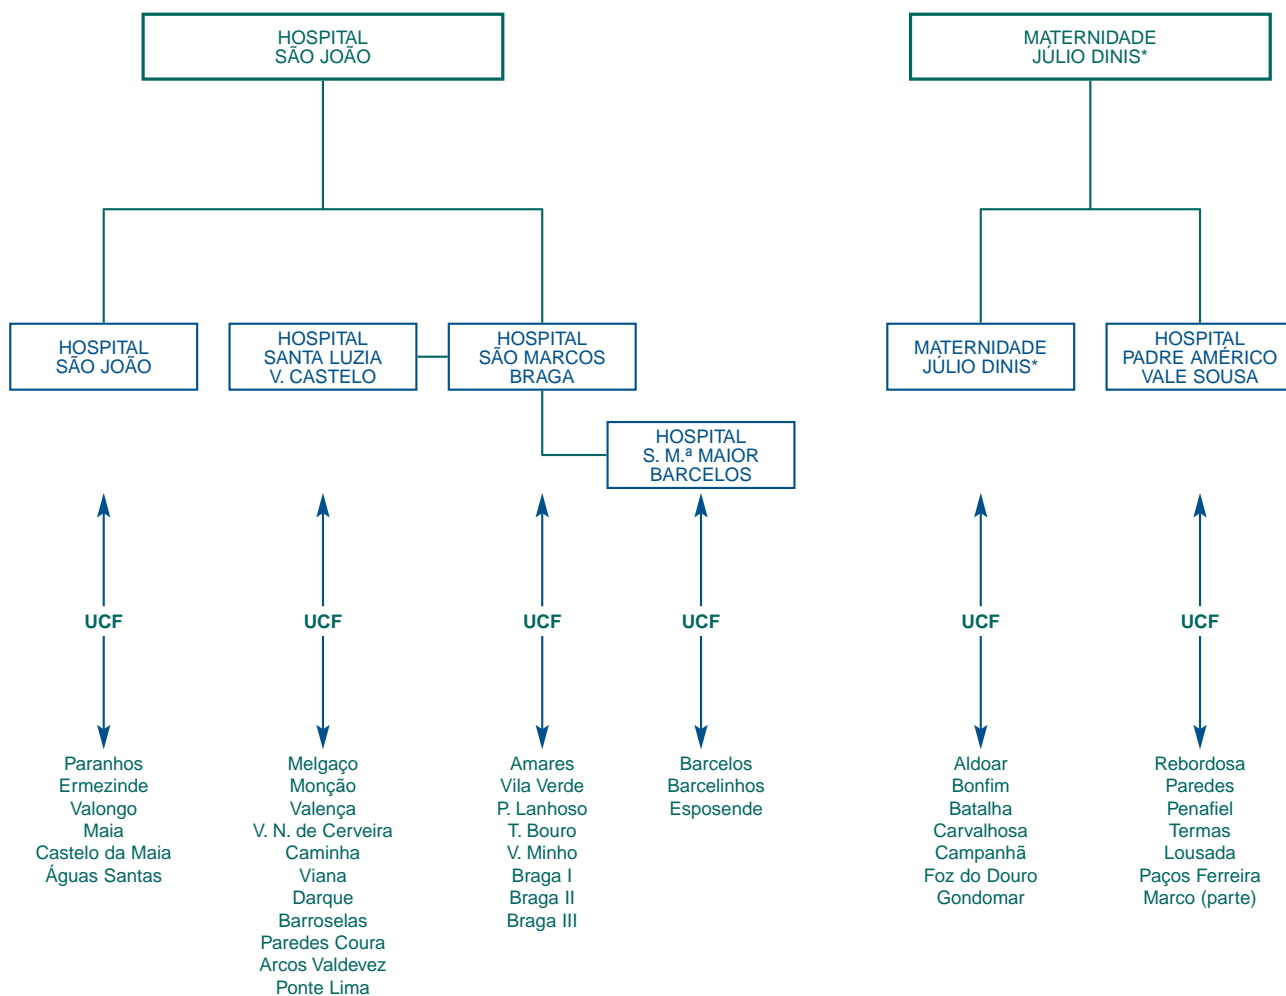 HOSPITAL
SÃO JOÃO
MATERNIDADE
JÚLIO DINIS*
HOSPITAL
SÃO JOÃO
HOSPITAL
SANTA LUZIA
V. CASTELO
HOSPITAL
SÃO MARCOS
BRAGA
HOSPITAL
S. M.ª MAIOR
BARCELOS
MATERNIDADE
JÚLIO DINIS*
HOSPITAL
PADRE AMÉRICO
VALE SOUSA
UCF
UCF
UCF
UCF
UCF
UCF
Paranhos
Ermezinde
Valongo
Maia
Castelo da Maia
Águas Santas
Melgaço
Monção
Valença
V. N. de Cerveira
Caminha
Viana
Darque
Barroselas
Paredes Coura
Arcos Valdevez
Ponte Lima
Amares
Vila Verde
P. Lanhoso
T. Bouro
V. Minho
Braga I
Braga II
Braga III
Barcelos
Barcelinhos
Esposende
Aldoar
Bonfim
Batalha
Carvalhosa
Campanhã
Foz do Douro
Gondomar
Rebordosa
Paredes
Penafiel
Termas
Lousada
Paços Ferreira
Marco (parte)